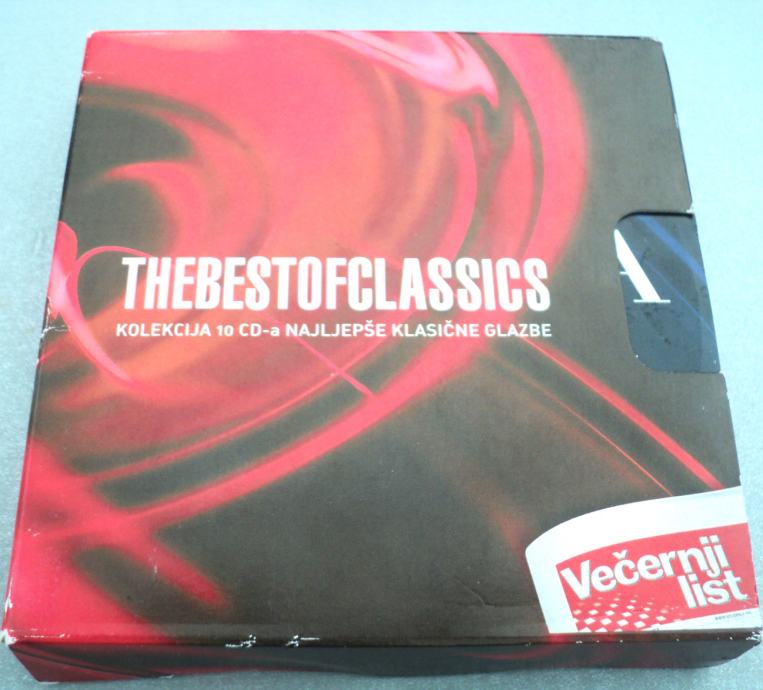 THEBESTOFCLASSICS
KOLEKCIJA 10 CD-a NAJLJEPŠE KLASIČNE GLAZBE
A
Večernji
list